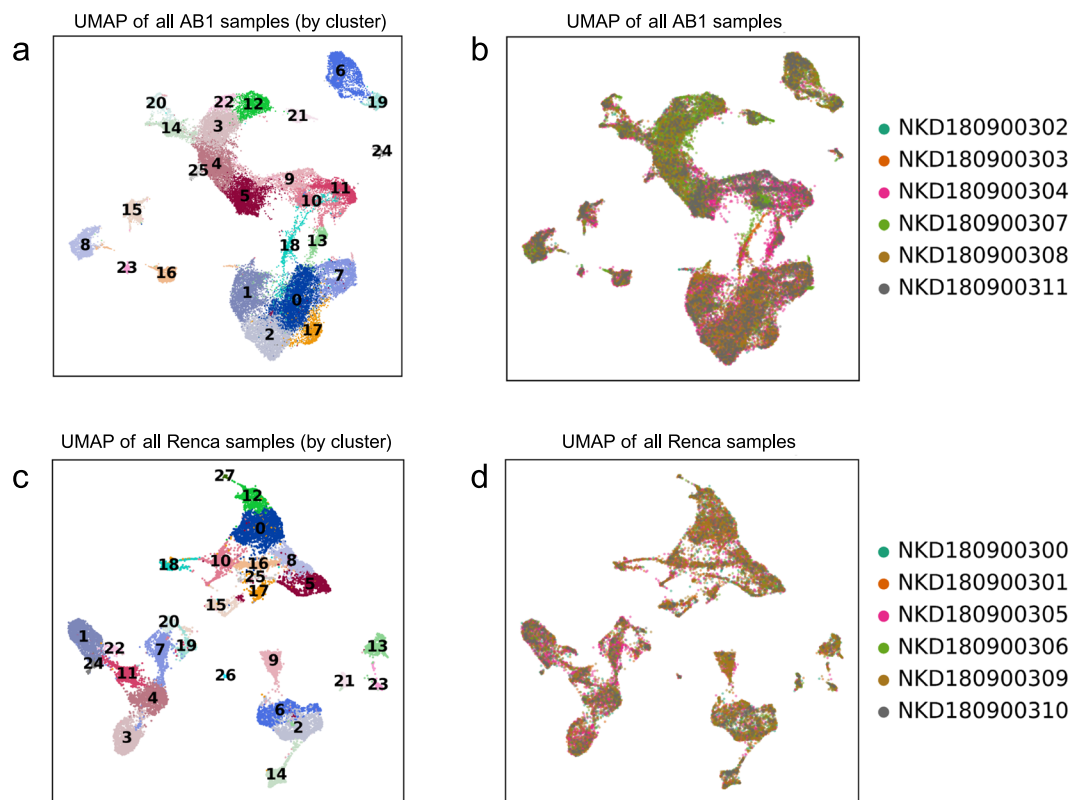 UMAP of all AB1 samples (by cluster)
a
6
19
20
22
12
21
14
3
24
25
4
9
5
11
10
15
8
18
13
23
16
7
1
0
17
2
UMAP of all AB1 samples
b
NKD180900302
NKD180900303
NKD180900304
NKD180900307
NKD180900308
NKD180900311
UMAP of all Renca samples (by cluster)
c
27
12
0
18
10
16
8
25
5
17
15
20
1
22
7
19
24
11
9
13
26
21
23
4
6
2
3
14
UMAP of all Renca samples
d
NKD180900300
NKD180900301
NKD180900305
NKD180900306
NKD180900309
NKD180900310